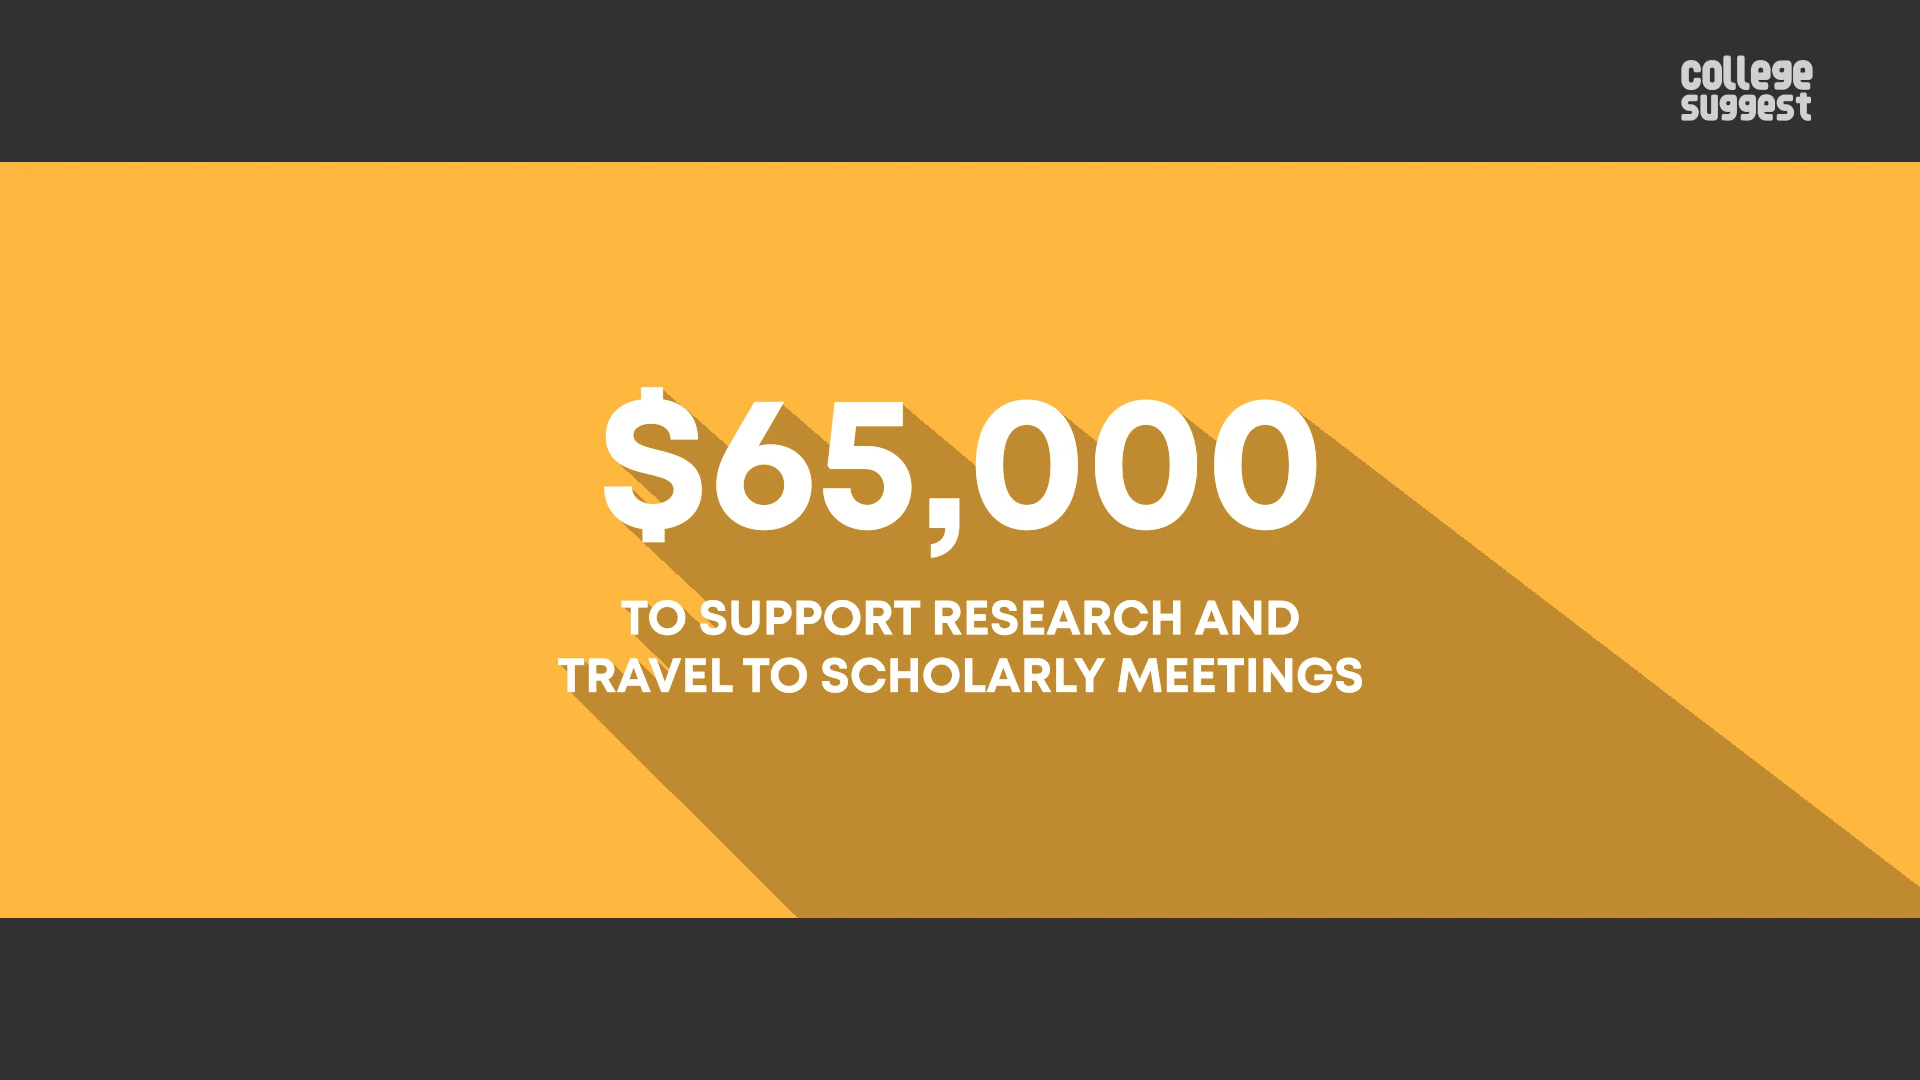 college
suggest
$65,000
TO SUPPORT RESEARCH AND
TRAVEL TO SCHOLARLY MEETINGS